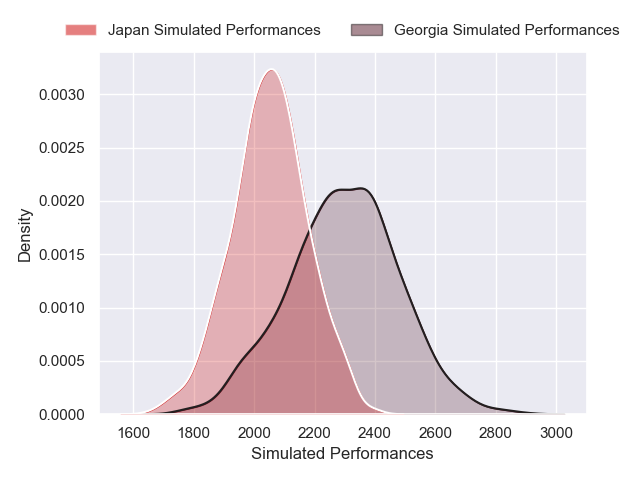 Japan Simulated Performances Georgia Simulated Performances
0.0030
0.0025
0.0020
0.0015
0.0010
0.0005
0.0000
Density
1600 1800 2000 2200 2400 2600 2800 3000
Simulated Performances